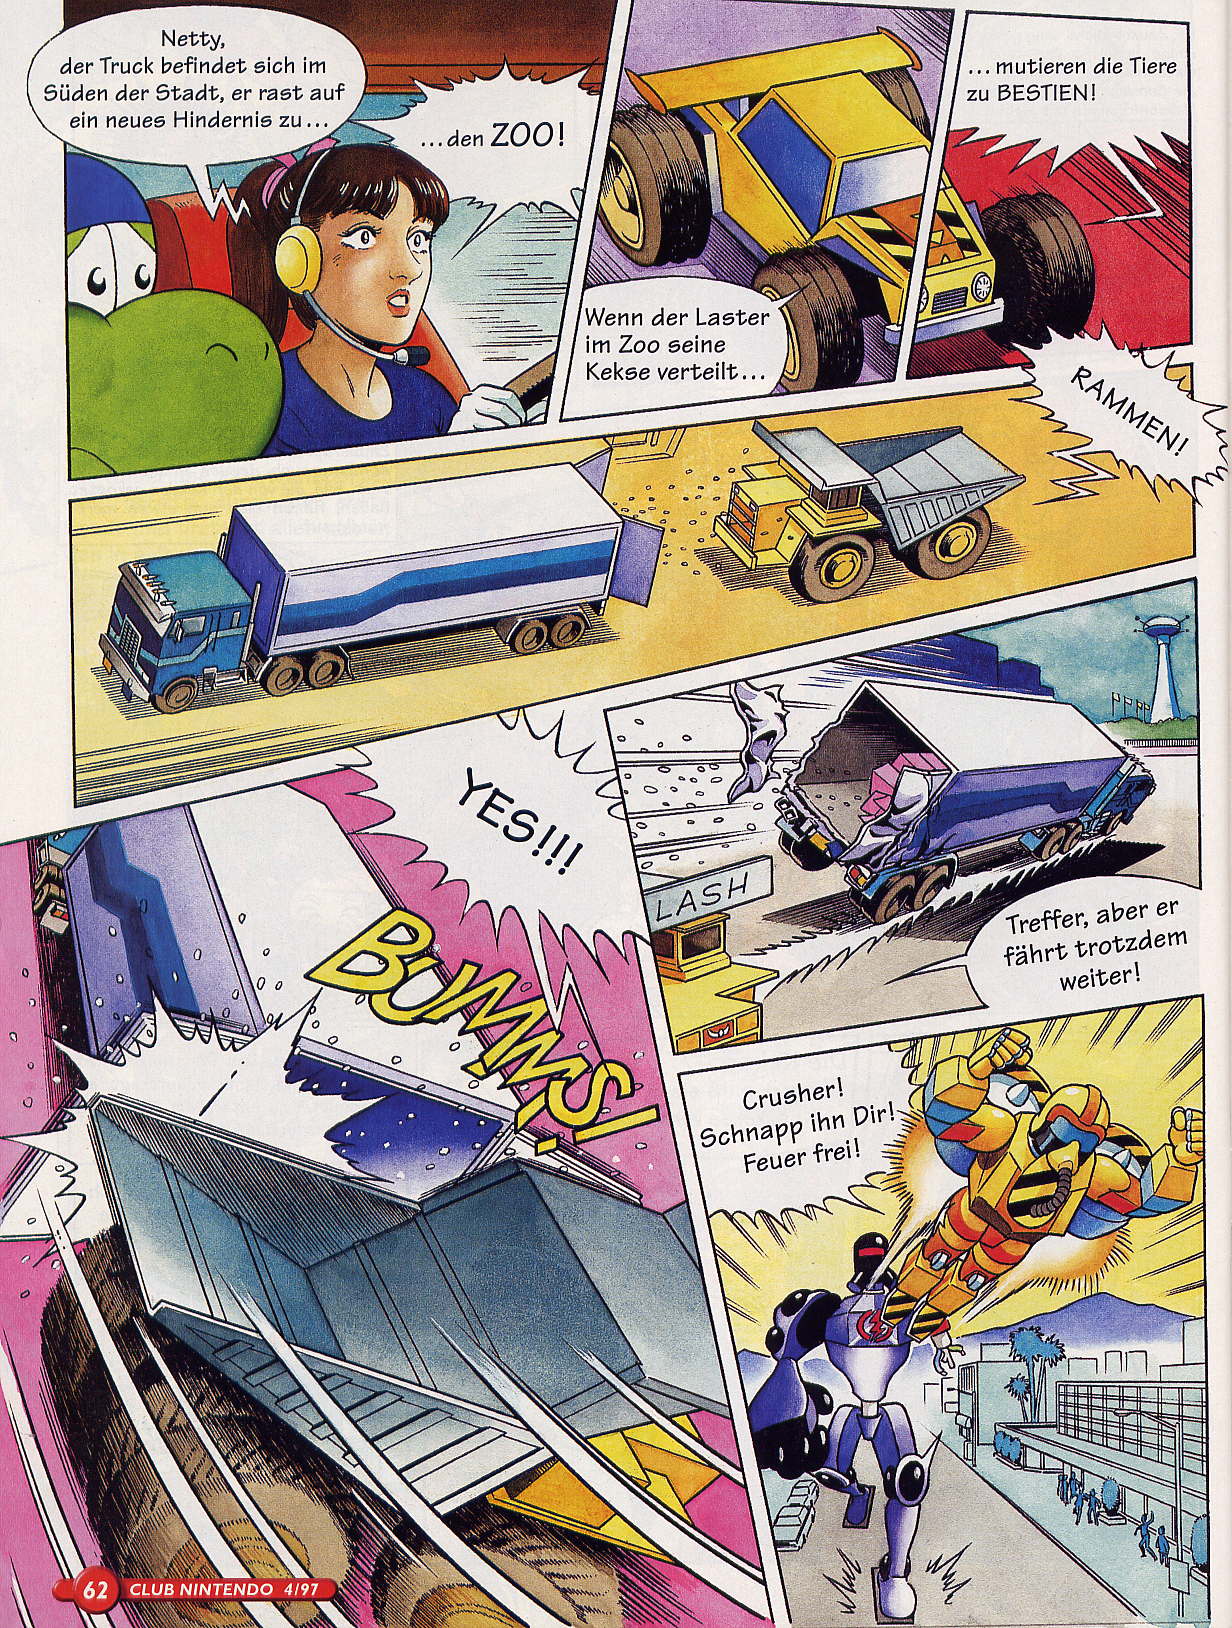 Netty,
der Truck befindet sich im
Süden der Stadt, er rast auf
ein neues Hindernis zu...
...den ZOO!
Wenn der Laster
im Zoo seine
Kekse verteilt...
...mutieren die Tiere
zu BESTIEN!
RAMMEN!
YES!!!
BUMMS!
LASH
Treffer, aber er
fährt trotzdem
weiter!
Crusher!
Schnapp ihn Dir!
Feuer frei!
62 CLUB NINTENDO 4/97